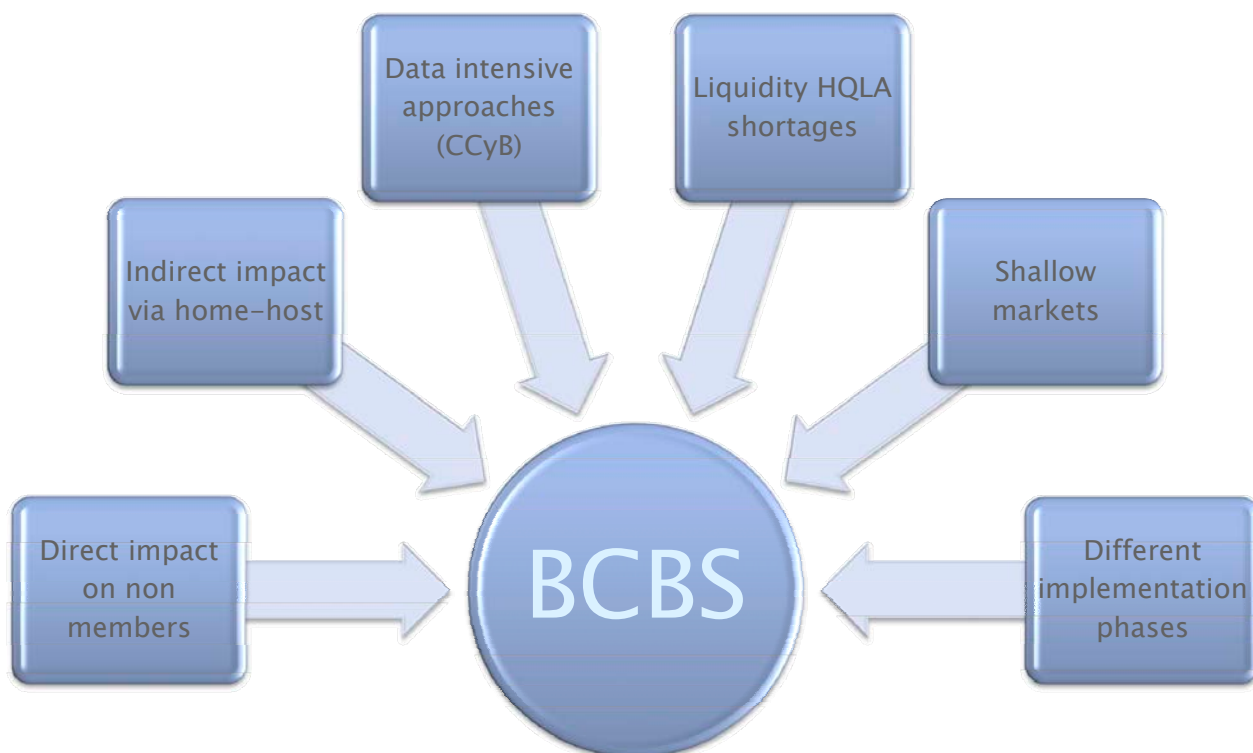 Direct impact
on non
members
Indirect impact
via home-host
Data intensive
approaches
(CCyB)
Liquidity HQLA
shortages
Shallow
markets
Different
implementation
phases
BCBS